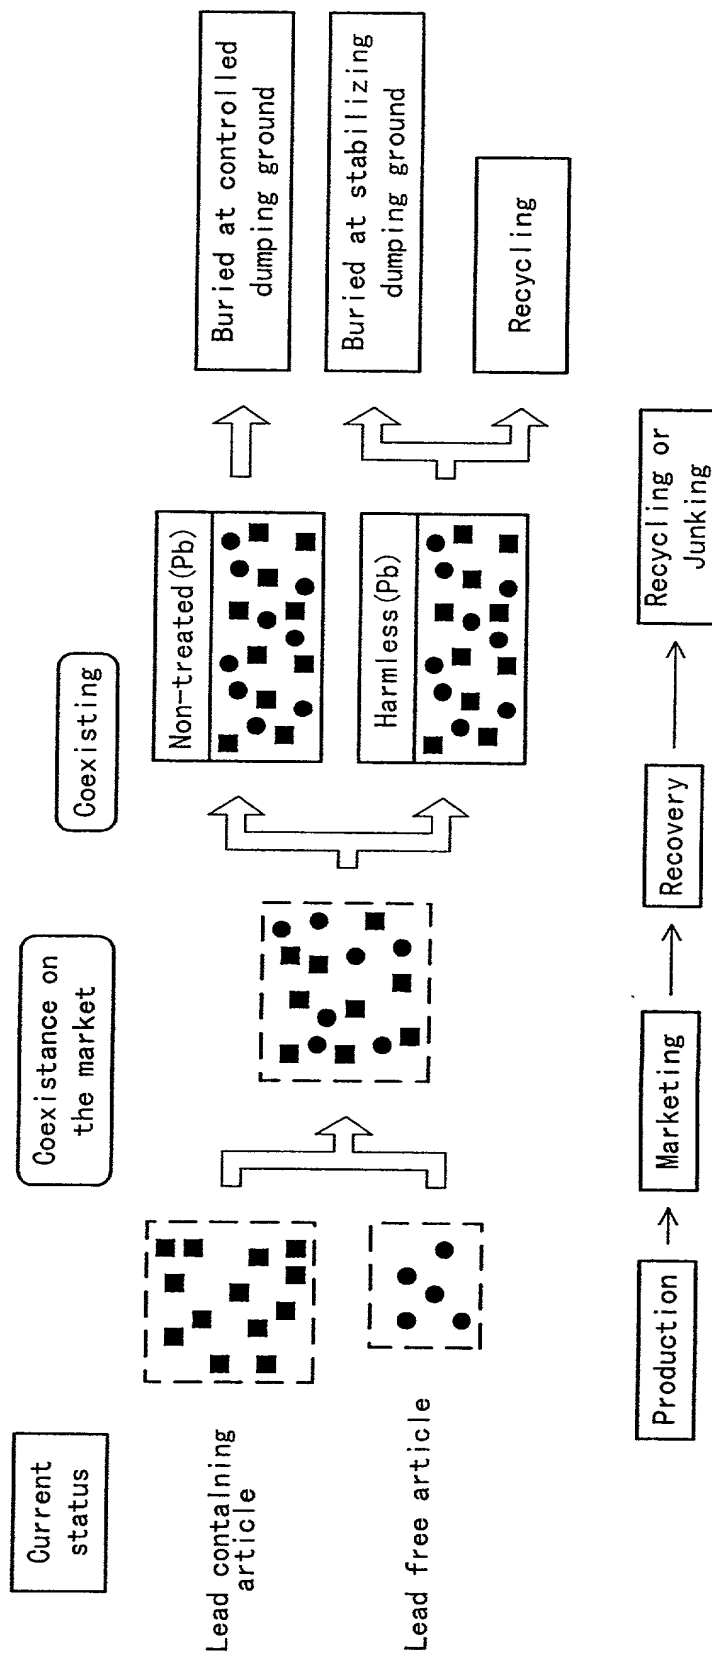 Current
status
Coexistance on
the market
Coexisting
Lead containing
article
Lead free article
Non-treated(Pb)
Harmless(Pb)
Buried at controlled
dumping ground
Buried at stabilizing
dumping ground
Recycling
Production
Marketing
Recovery
Recycling or
Junking